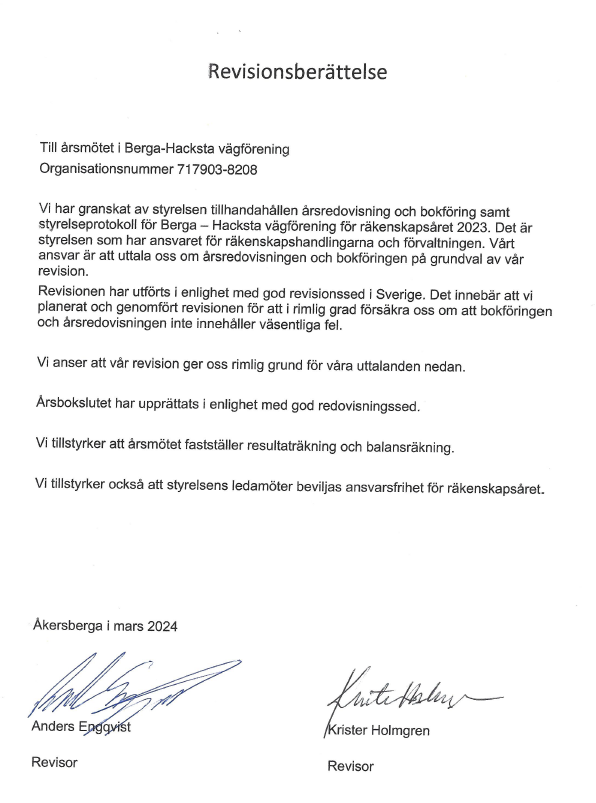 Revisionsberättelse
Till årsmötet i Berga-Hacksta vägförening
Organisationsnummer 717903-8208
Vi har granskat av styrelsen tillhandahållen årsredovisning och bokföring samt
styrelseprotokoll för Berga – Hacksta vägförening för räkenskapsåret 2023. Det är
styrelsen som har ansvaret för räkenskapshandlingarna och förvaltningen. Vårt
ansvar är att uttala oss om årsredovisningen och bokföringen på grundval av vår
revision.
Revisionen har utförts i enlighet med god revisionssed i Sverige. Det innebär att vi
planerat och genomfört revisionen för att i rimlig grad försäkra oss om att bokföringen
och årsredovisningen inte innehåller väsentliga fel.
Vi anser att vår revision ger oss rimlig grund för våra uttalanden nedan.
Årsbokslutet har upprättats i enlighet med god redovisningssed.
Vi tillstyrker att årsmötet fastställer resultaträkning och balansräkning.
Vi tillstyrker också att styrelsens ledamöter beviljas ansvarsfrihet för räkenskapsåret.
Åkersberga i mars 2024
Anders Engqvist
Krister Holmgren
Revisor
Revisor